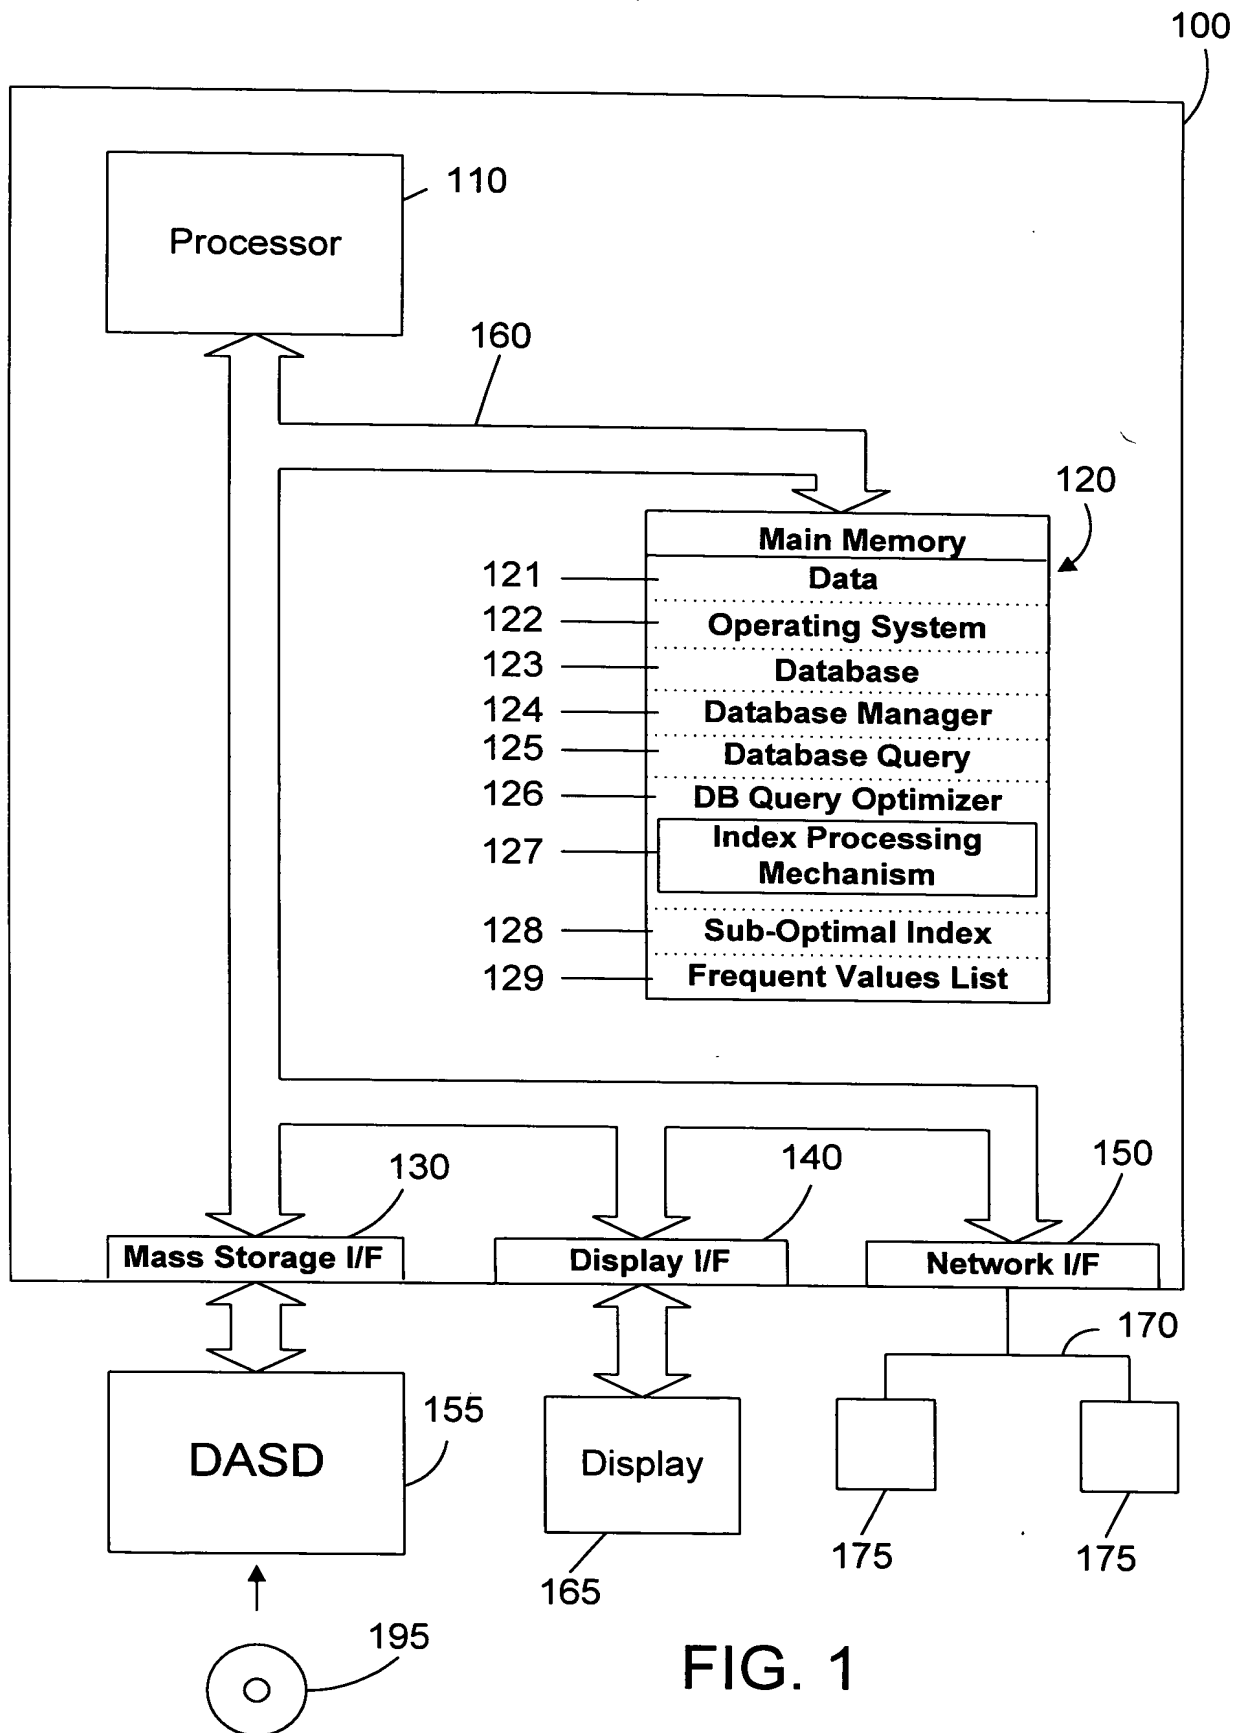 100
110
Processor
160
120
Main Memory
121 Data
122 Operating System
123 Database
124 Database Manager
125 Database Query
126 DB Query Optimizer
127 Index Processing
Mechanism
128 Sub-Optimal Index
129 Frequent Values List
130
140
150
Mass Storage I/F
Display I/F
Network I/F
170
155
DASD
Display
175
175
165
195
FIG. 1